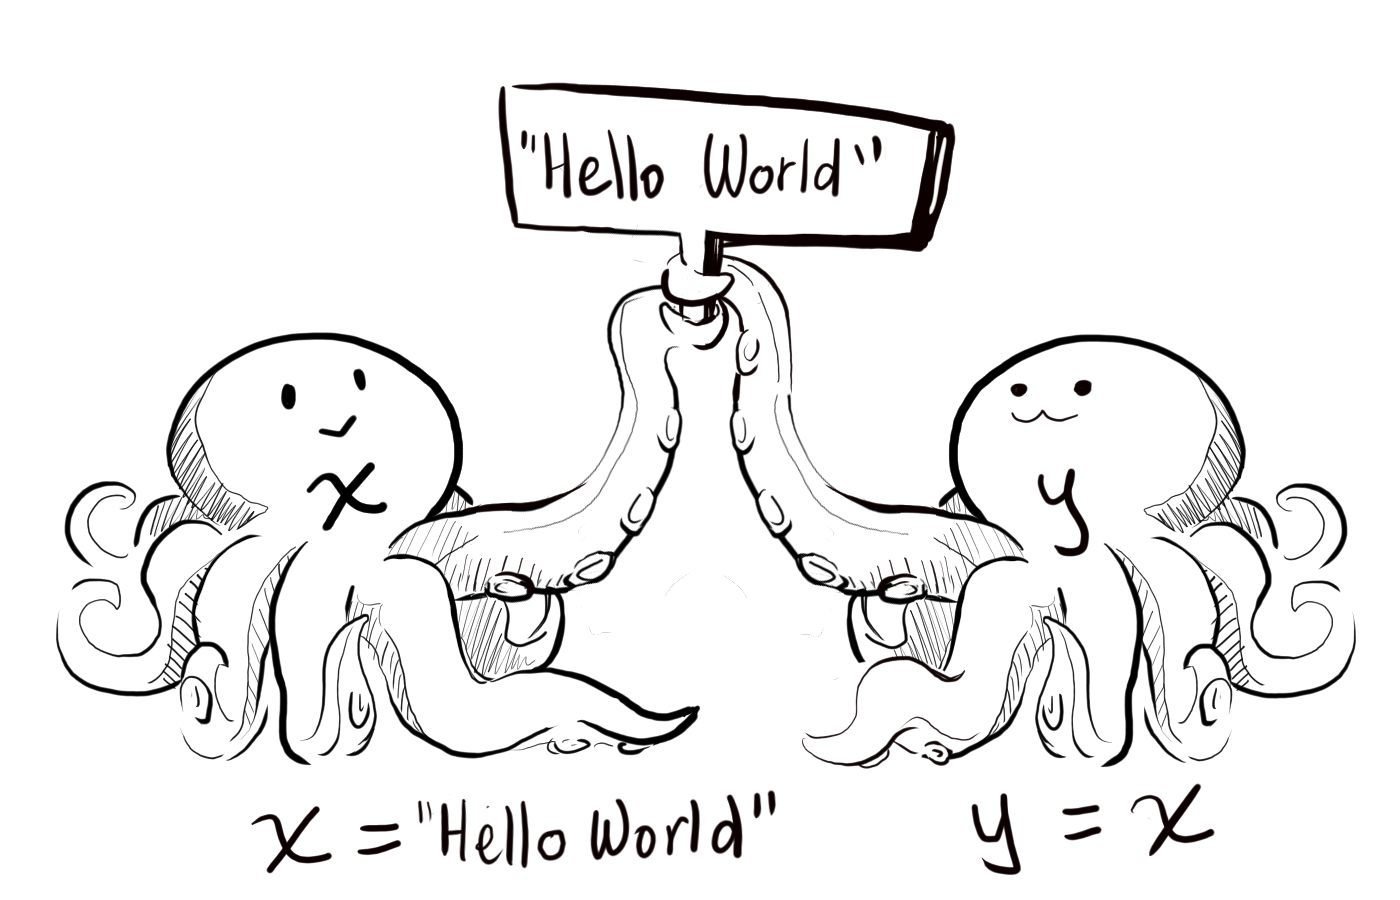 "Hello World"
x
y
x = "Hello World"
y = x